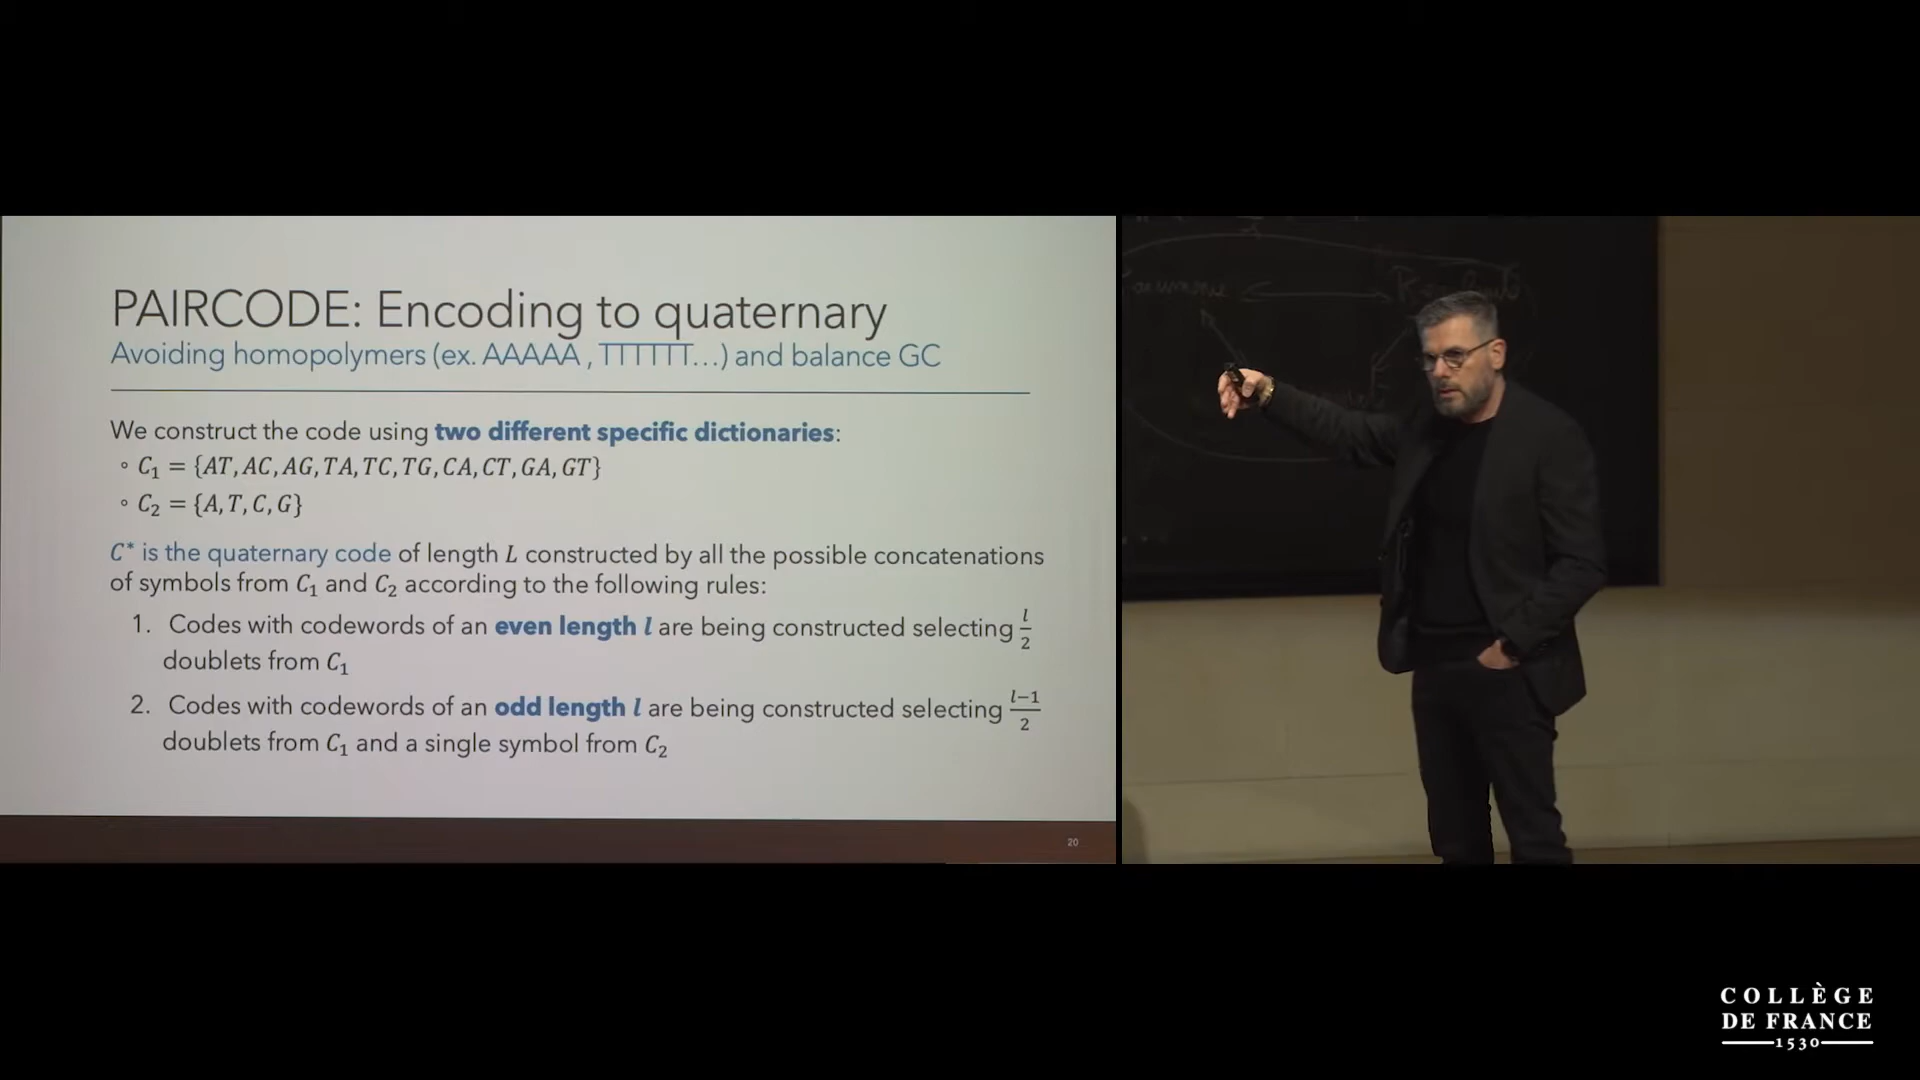 PAIRCODE: Encoding to quaternary
Avoiding homopolymers (ex. AAAAA , TTTTTT...) and balance GC
We construct the code using two different specific dictionaries:
◦ C₁ = {AT, AC, AG, TA, TC, TG, CA, CT, GA, GT}
◦ C₂ = {A, T, C, G}
C* is the quaternary code of length L constructed by all the possible concatenations
of symbols from C₁ and C₂ according to the following rules:
1. Codes with codewords of an even length l are being constructed selecting l/2
doublets from C₁
2. Codes with codewords of an odd length l are being constructed selecting (l−1)/2
doublets from C₁ and a single symbol from C₂
20
COLLÈGE
DE FRANCE
1530